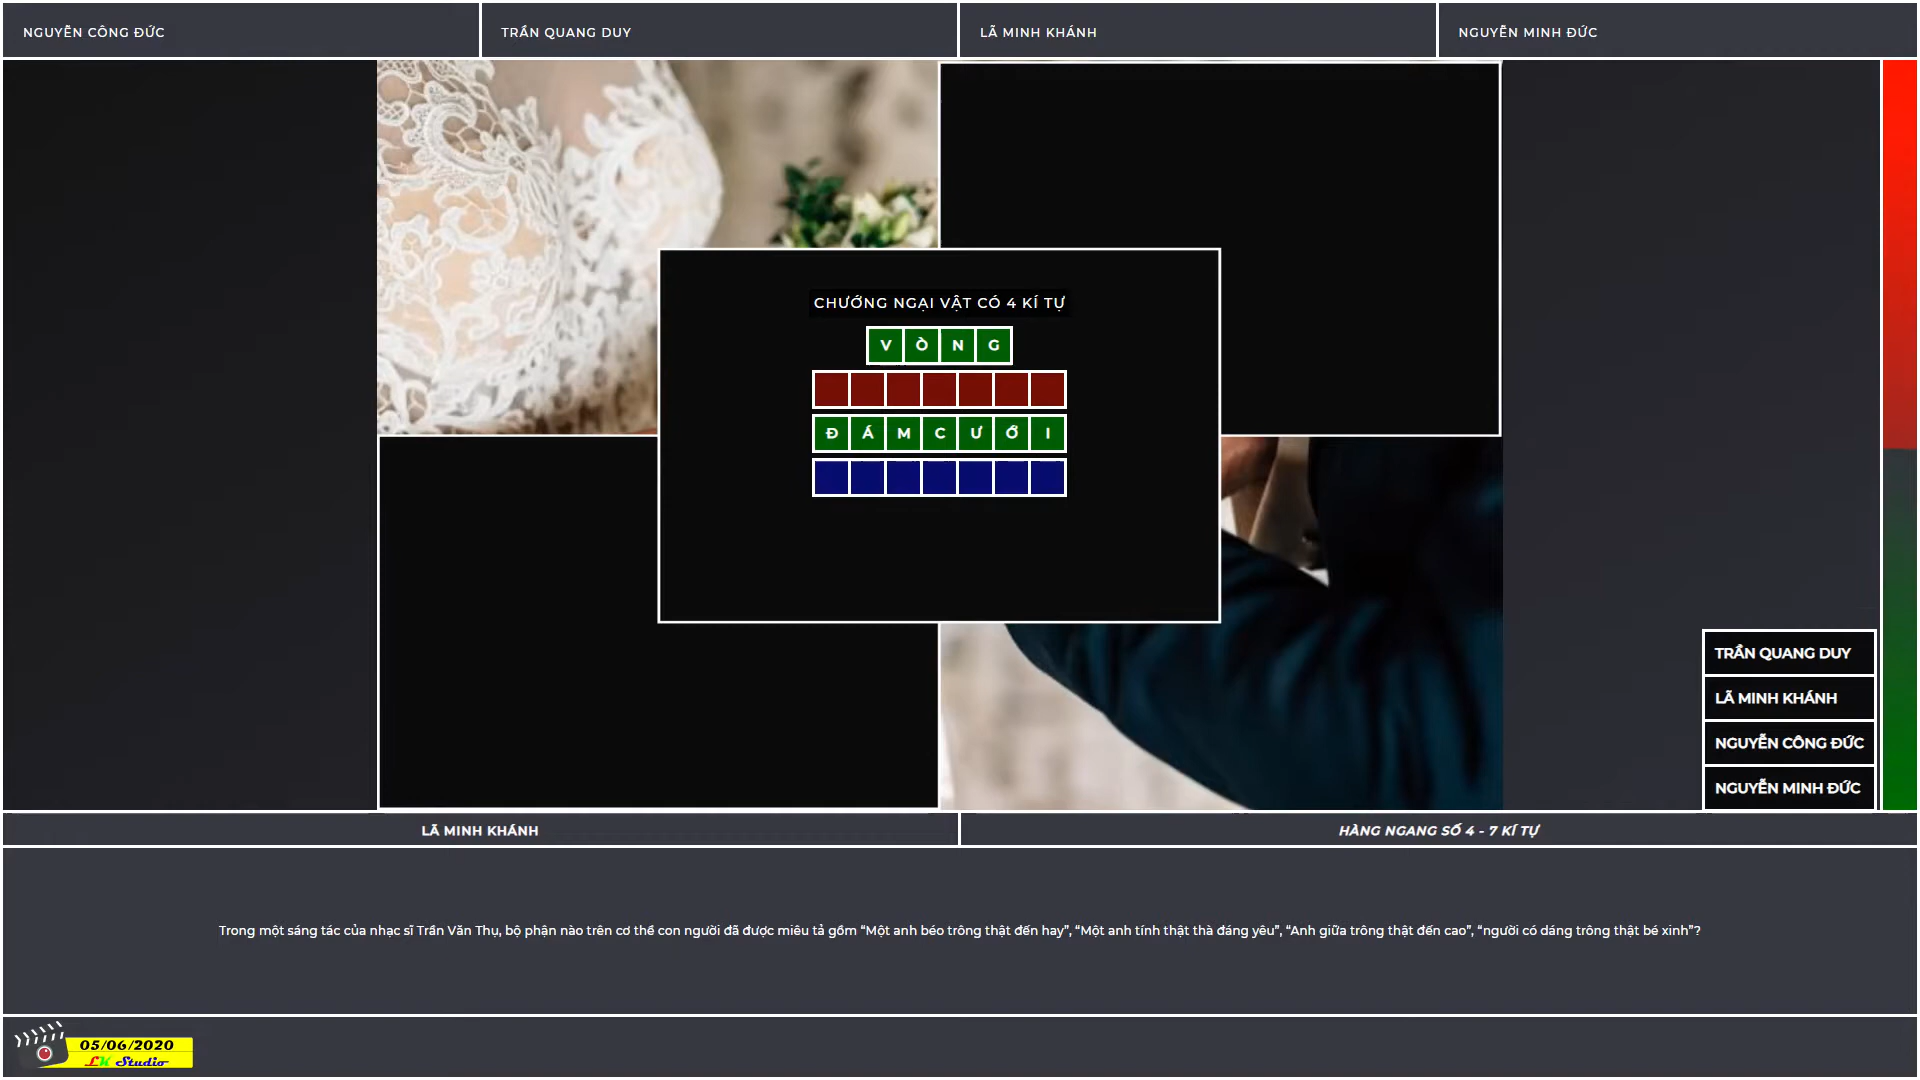 NGUYỄN CÔNG ĐỨC
TRẦN QUANG DUY
LÃ MINH KHÁNH
NGUYỄN MINH ĐỨC
CHƯỚNG NGẠI VẬT CÓ 4 KÍ TỰ
VÒNG
ĐÁMCƯỚI
TRẦN QUANG DUY
LÃ MINH KHÁNH
NGUYỄN CÔNG ĐỨC
NGUYỄN MINH ĐỨC
LÃ MINH KHÁNH
HÀNG NGANG SỐ 4 - 7 KÍ TỰ
Trong một sáng tác của nhạc sĩ Trần Văn Thụ, bộ phận nào trên cơ thể con người đã được miêu tả gồm “Một anh béo trông thật đến hay”, “Một anh tính thật thà đáng yêu”, “Anh giữa trông thật đến cao”, “người có dáng trông thật bé xinh”?
05/06/2020
LK Studio